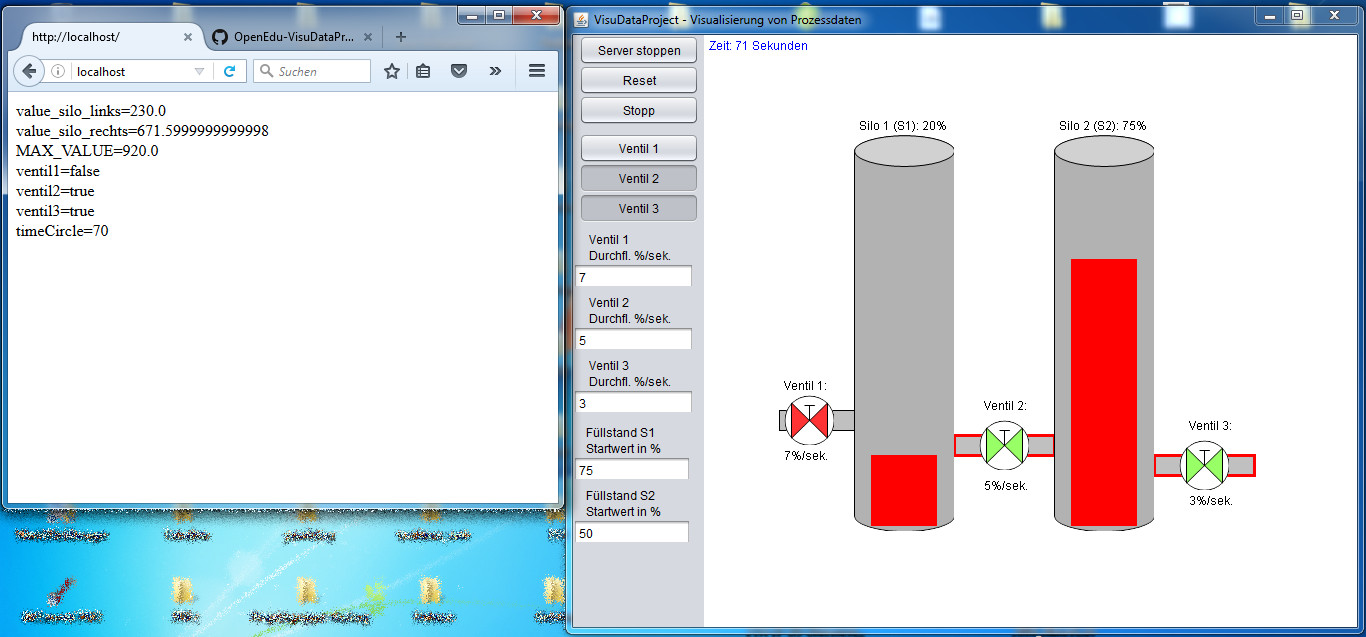 http://localhost/
OpenEdu-VisuDataPr...
localhost
Suchen
value_silo_links=230.0
value_silo_rechts=671.5999999999998
MAX_VALUE=920.0
ventil1=false
ventil2=true
ventil3=true
timeCircle=70
VisuDataProject - Visualisierung von Prozessdaten
Server stoppen
Reset
Stopp
Ventil 1
Ventil 2
Ventil 3
Ventil 1
Durchfl. %/sek.
7
Ventil 2
Durchfl. %/sek.
5
Ventil 3
Durchfl. %/sek.
3
Füllstand S1
Startwert in %
75
Füllstand S2
Startwert in %
50
Zeit: 71 Sekunden
Silo 1 (S1): 20%
Silo 2 (S2): 75%
Ventil 1:
7%/sek.
Ventil 2:
5%/sek.
Ventil 3:
3%/sek.